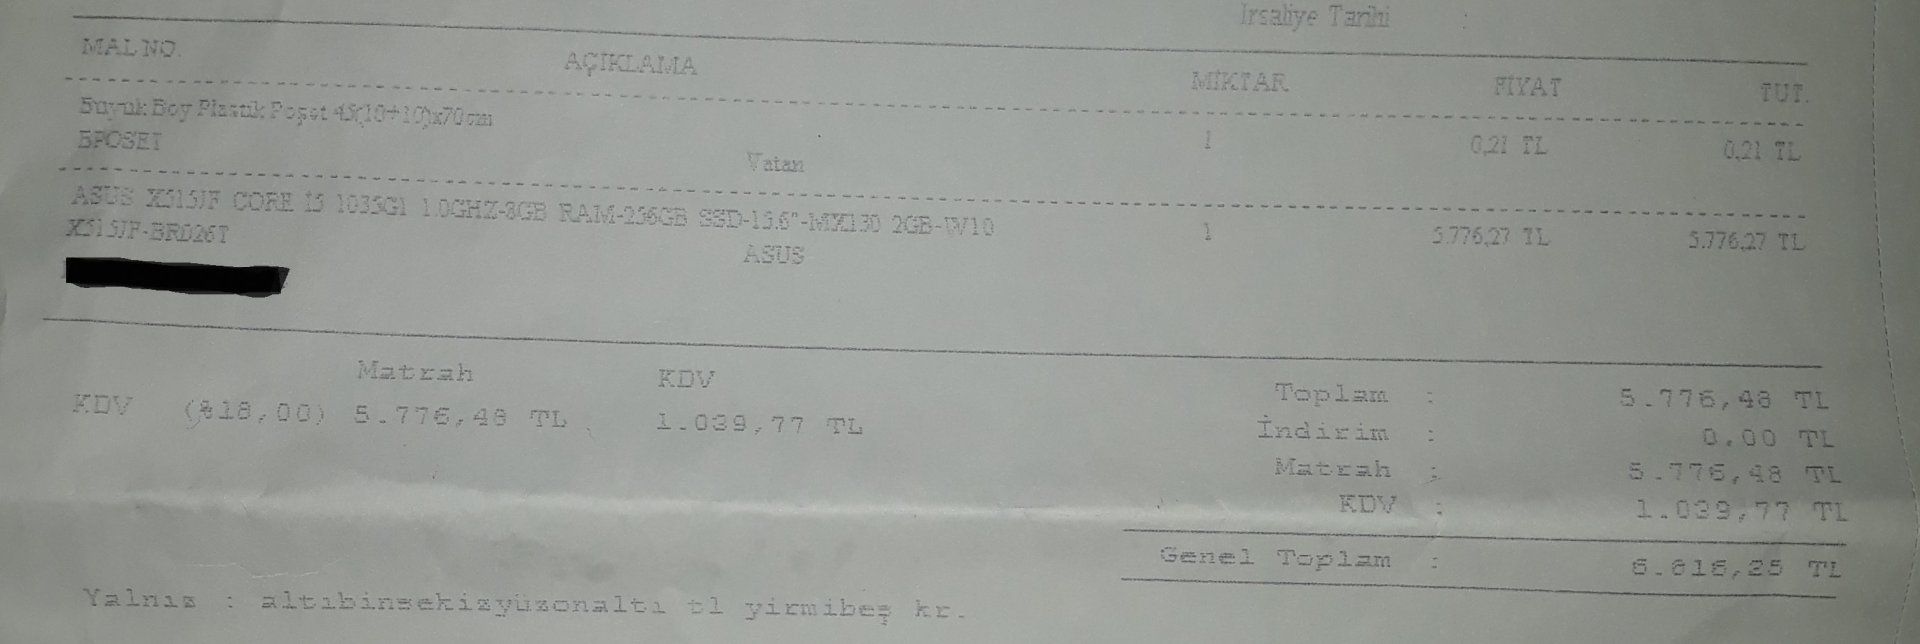 İrsaliye Tarihi :
MAL NO. AÇIKLAMA MİKTAR FİYAT TUT.
Büyük Boy Plastik Poşet 45(10+10)x70cm
BPOSET Vatan 1 0,21 TL 0,21 TL
ASUS X515JF CORE İ5 1035G1 1.0GHZ-8GB RAM-256GB SSD-15.6"-MX130 2GB-W10
X515JF-BR026T ASUS 1 5.776,27 TL 5.776,27 TL
Matrah KDV
KDV (%18,00) 5.776,48 TL 1.039,77 TL
Toplam : 5.776,48 TL
İndirim : 0.00 TL
Matrah : 5.776,48 TL
KDV : 1.039,77 TL
Genel Toplam : 6.816,25 TL
Yalnız : altıbinsekizyüzonaltı tl yirmibeş kr.